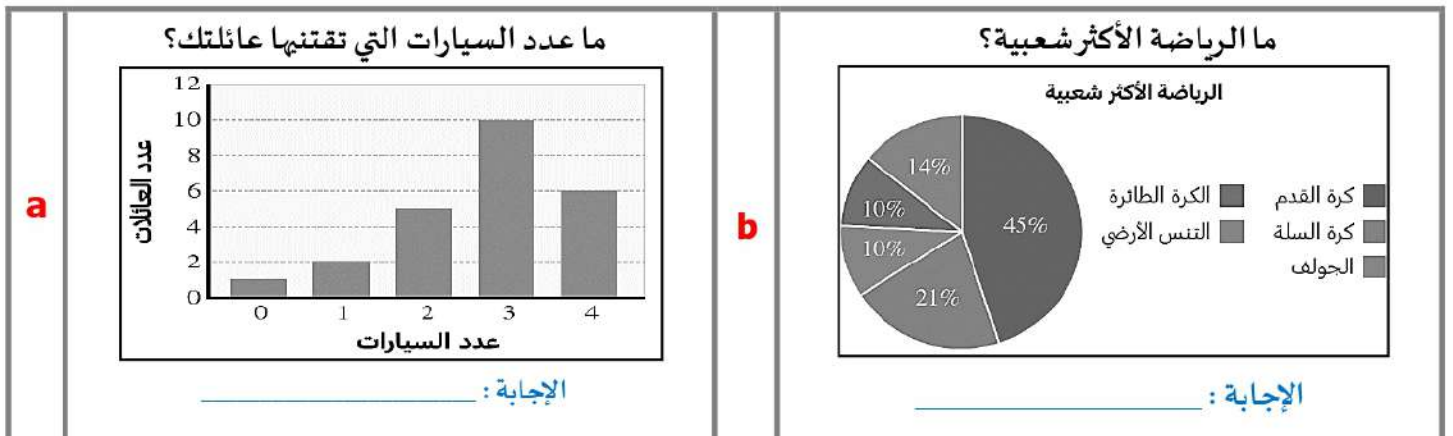 a
ما عدد السيارات التي تقتنيها عائلتك؟
12
10
8
6
4
2
0
عدد العائلات
0 1 2 3 4
عدد السيارات
الإجابة : ____________________
b
ما الرياضة الأكثر شعبية؟
الرياضة الأكثر شعبية
14%
10%
10%
21%
45%
كرة القدم
الكرة الطائرة
كرة السلة
التنس الأرضي
الجولف
الإجابة : ____________________